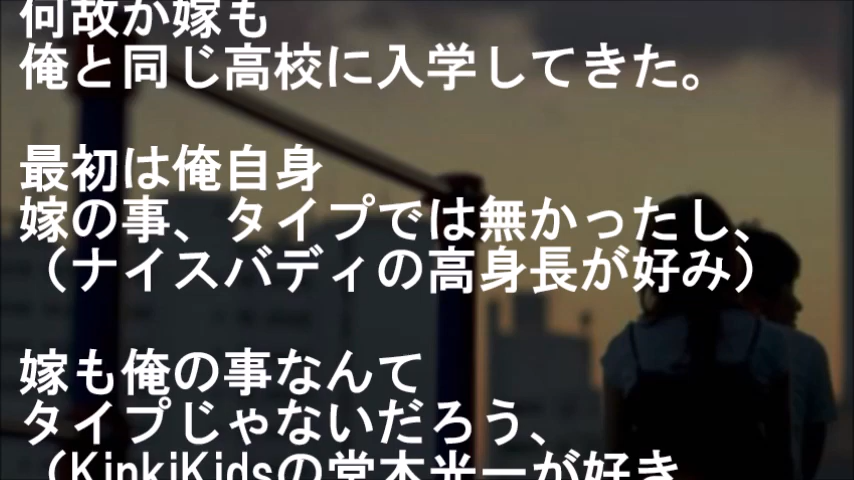 何故か嫁も
俺と同じ高校に入学してきた。
最初は俺自身
嫁の事、タイプでは無かったし、
（ナイスバディの高身長が好み）
嫁も俺の事なんて
タイプじゃないだろう、
（KinkiKidsの堂本光一が好き